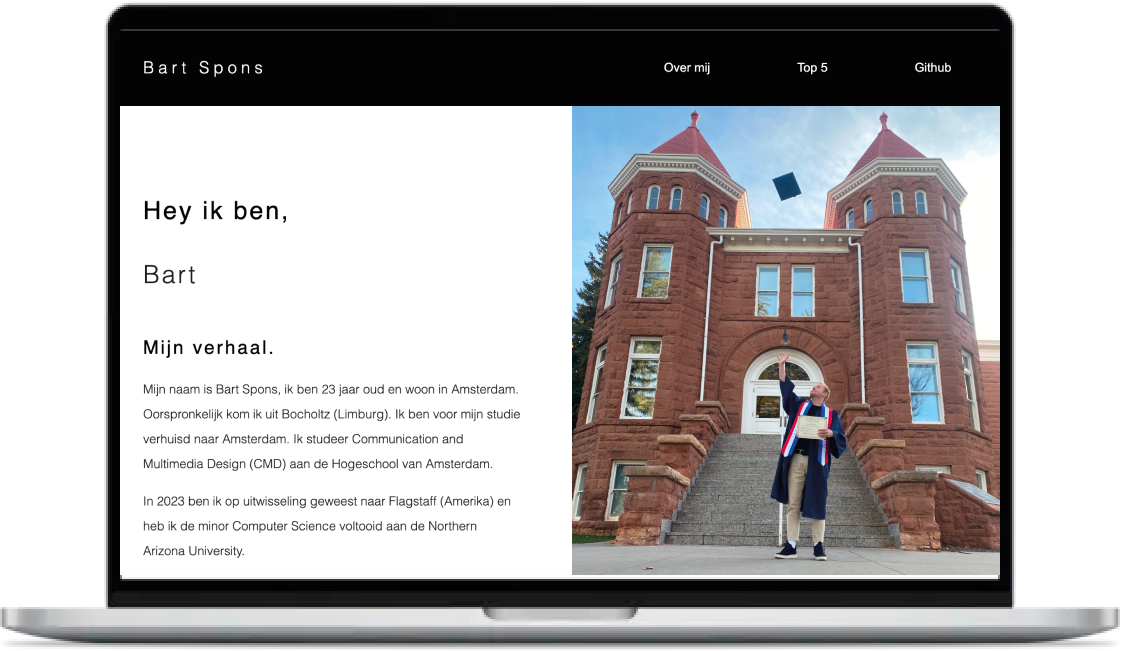 Bart Spons
Over mij
Top 5
Github
Hey ik ben,
Bart
Mijn verhaal.
Mijn naam is Bart Spons, ik ben 23 jaar oud en woon in Amsterdam.
Oorspronkelijk kom ik uit Bocholtz (Limburg). Ik ben voor mijn studie
verhuisd naar Amsterdam. Ik studeer Communication and
Multimedia Design (CMD) aan de Hogeschool van Amsterdam.
In 2023 ben ik op uitwisseling geweest naar Flagstaff (Amerika) en
heb ik de minor Computer Science voltooid aan de Northern
Arizona University.